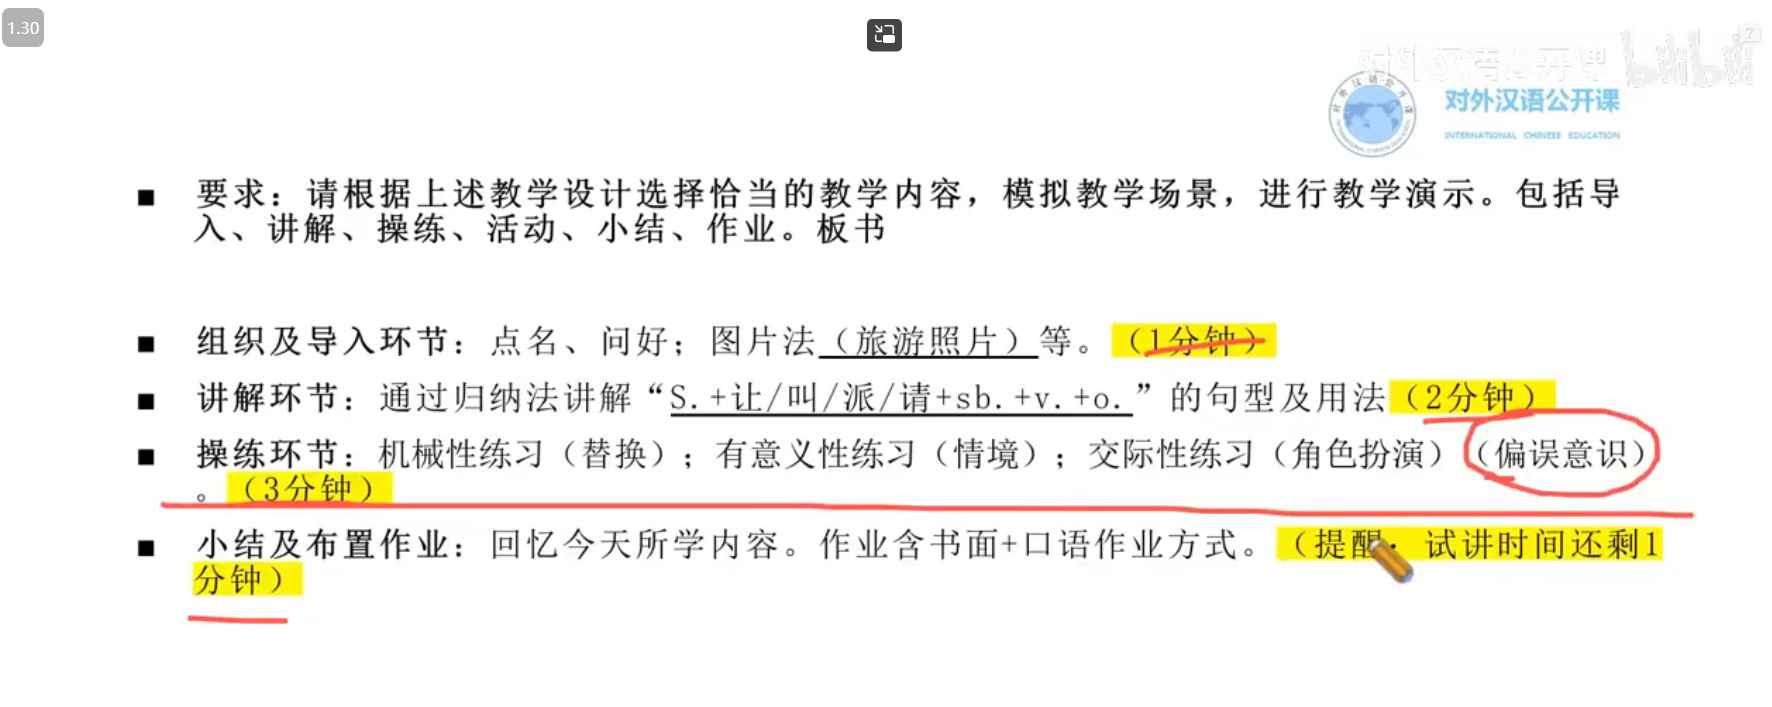 1.30
对外汉语公开课 bilibili
对外汉语公开课
INTERNATIONAL CHINESE EDUCATION
■ 要求：请根据上述教学设计选择恰当的教学内容，模拟教学场景，进行教学演示。包括导
入、讲解、操练、活动、小结、作业。板书
■ 组织及导入环节：点名、问好；图片法（旅游照片）等。（1分钟）
■ 讲解环节：通过归纳法讲解“S.+让/叫/派/请+sb.+v.+o.”的句型及用法（2分钟）
■ 操练环节：机械性练习（替换）；有意义性练习（情境）；交际性练习（角色扮演）（偏误意识）
。（3分钟）
■ 小结及布置作业：回忆今天所学内容。作业含书面+口语作业方式。（提醒：试讲时间还剩1
分钟）